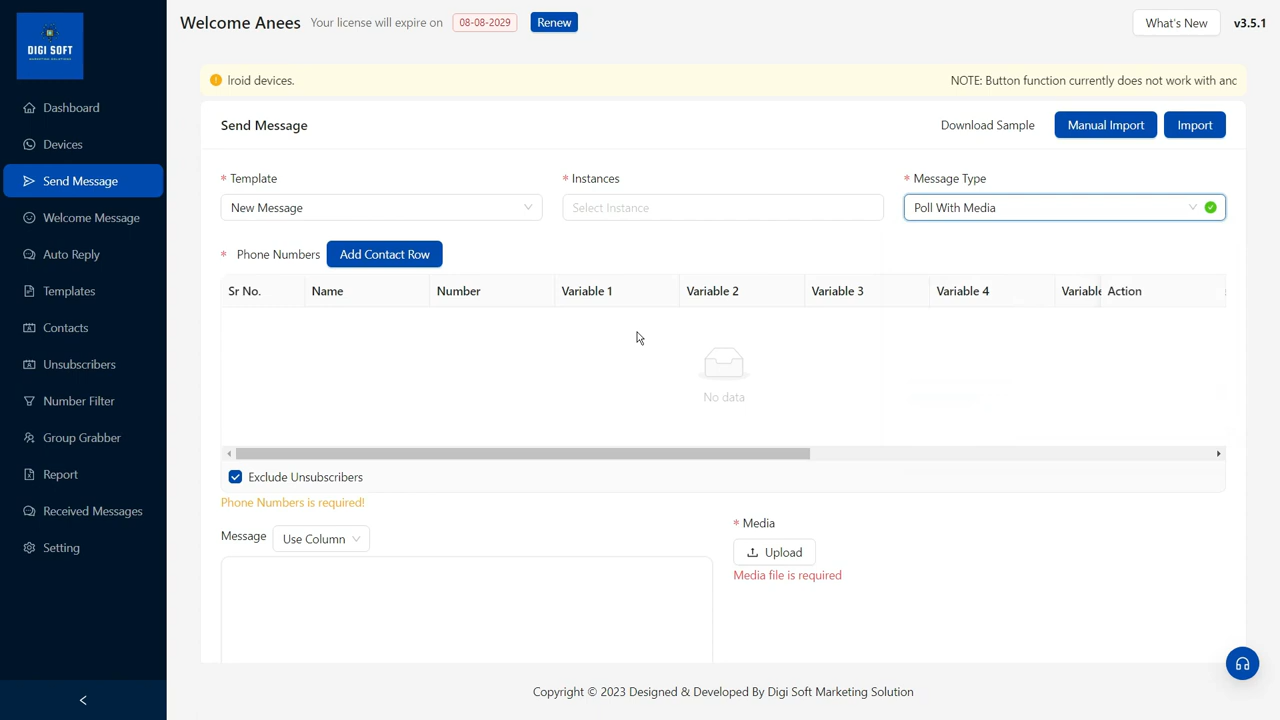 DIGI SOFT
Welcome Anees Your license will expire on 08-08-2029 Renew What's New v3.5.1
Iroid devices. NOTE: Button function currently does not work with anc
Dashboard
Devices
Send Message
Welcome Message
Auto Reply
Templates
Contacts
Unsubscribers
Number Filter
Group Grabber
Report
Received Messages
Setting
Send Message Download Sample Manual Import Import
* Template * Instances * Message Type
New Message Select Instance Poll With Media
* Phone Numbers Add Contact Row
Sr No. Name Number Variable 1 Variable 2 Variable 3 Variable 4 Variable Action
No data
Exclude Unsubscribers
Phone Numbers is required!
Message Use Column
* Media
Upload
Media file is required
Copyright © 2023 Designed & Developed By Digi Soft Marketing Solution